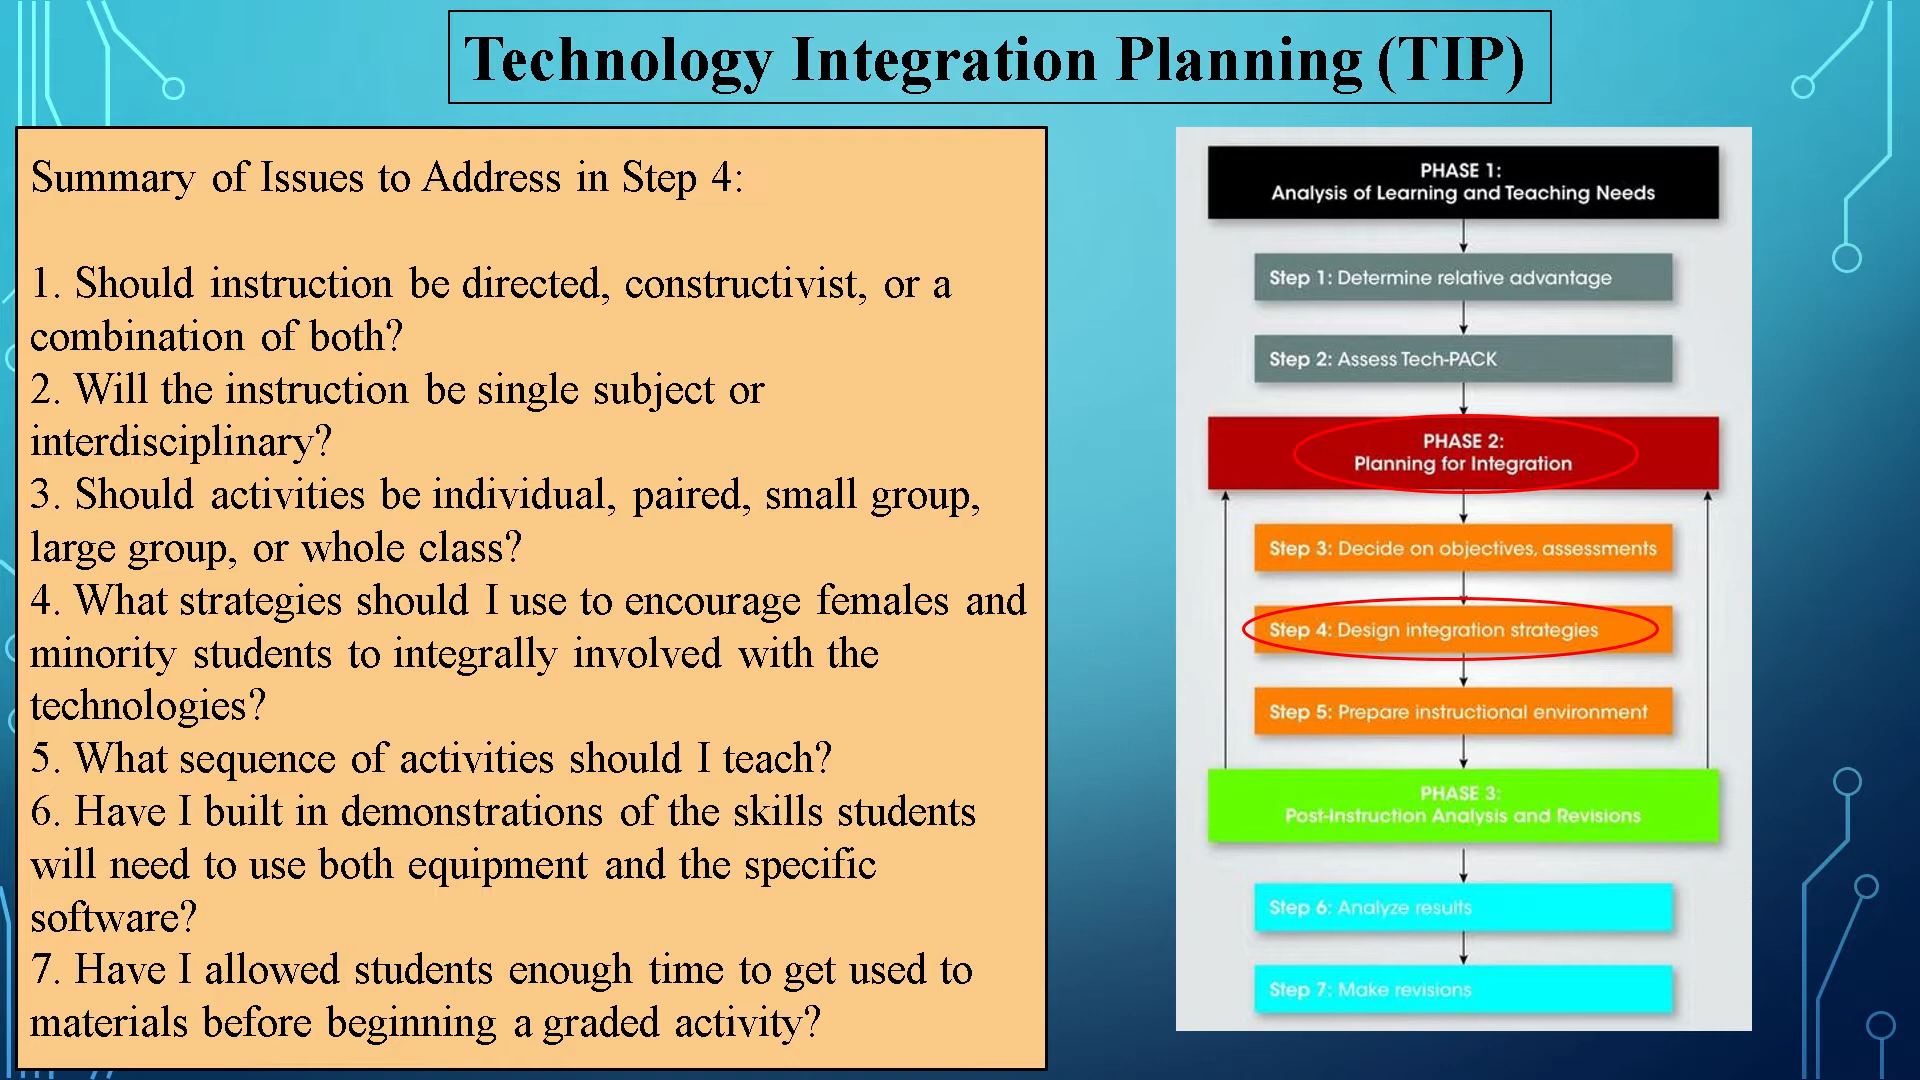 Technology Integration Planning (TIP)
Summary of Issues to Address in Step 4:
1. Should instruction be directed, constructivist, or a
combination of both?
2. Will the instruction be single subject or
interdisciplinary?
3. Should activities be individual, paired, small group,
large group, or whole class?
4. What strategies should I use to encourage females and
minority students to integrally involved with the
technologies?
5. What sequence of activities should I teach?
6. Have I built in demonstrations of the skills students
will need to use both equipment and the specific
software?
7. Have I allowed students enough time to get used to
materials before beginning a graded activity?
PHASE 1:
Analysis of Learning and Teaching Needs
Step 1: Determine relative advantage
Step 2: Assess Tech-PACK
PHASE 2:
Planning for Integration
Step 3: Decide on objectives, assessments
Step 4: Design integration strategies
Step 5: Prepare instructional environment
PHASE 3:
Post-Instruction Analysis and Revisions
Step 6: Analyze results
Step 7: Make revisions